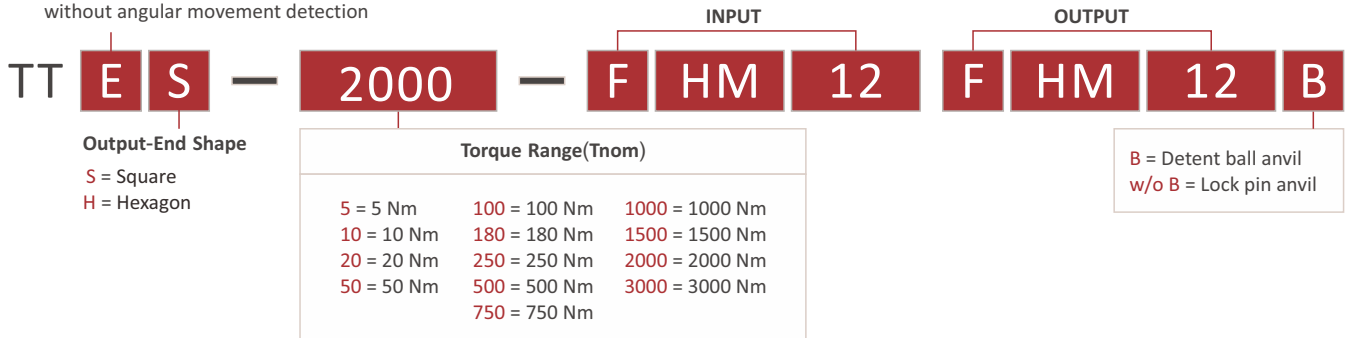 without angular movement detection
INPUT
OUTPUT
TT E S — 2000 — F HM 12 F HM 12 B
Output-End Shape
S = Square
H = Hexagon
Torque Range(Tnom)
5 = 5 Nm 100 = 100 Nm 1000 = 1000 Nm
10 = 10 Nm 180 = 180 Nm 1500 = 1500 Nm
20 = 20 Nm 250 = 250 Nm 2000 = 2000 Nm
50 = 50 Nm 500 = 500 Nm 3000 = 3000 Nm
750 = 750 Nm
B = Detent ball anvil
w/o B = Lock pin anvil